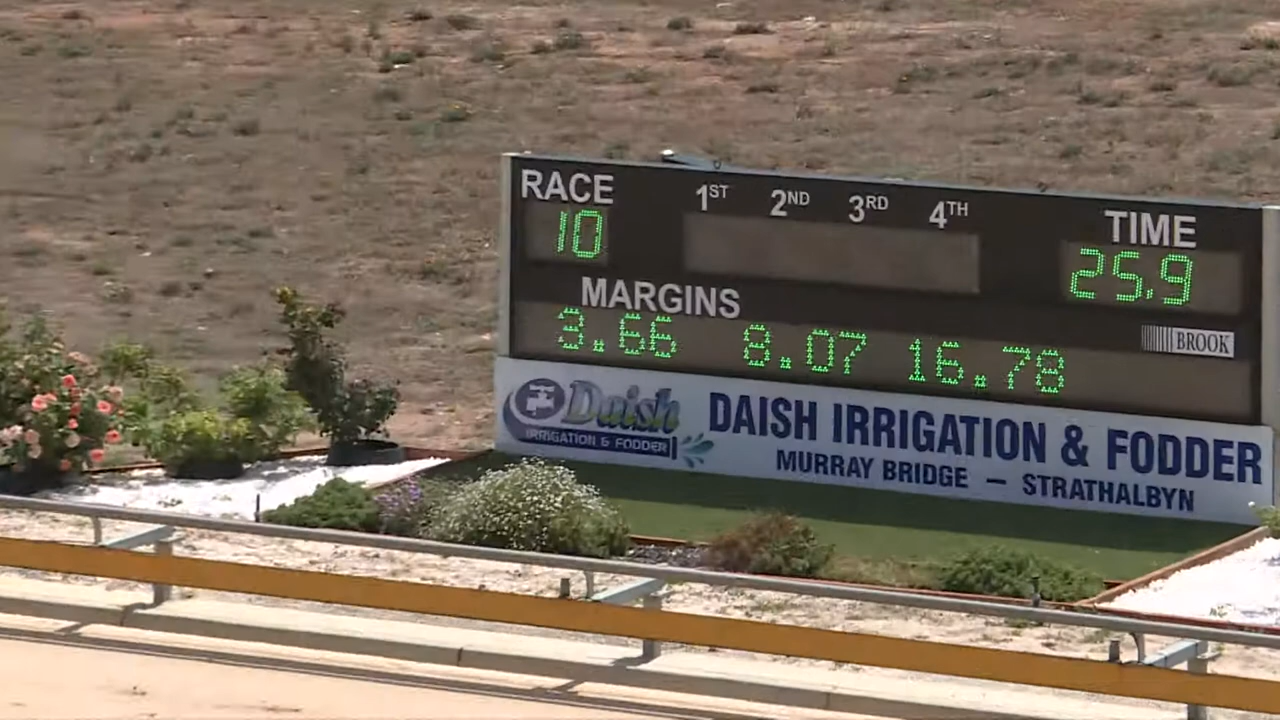 RACE 1ST 2ND 3RD 4TH TIME
10 25.9
MARGINS
3.66 8.07 16.78
BROOK
Daish
IRRIGATION & FODDER
DAISH IRRIGATION & FODDER
MURRAY BRIDGE – STRATHALBYN